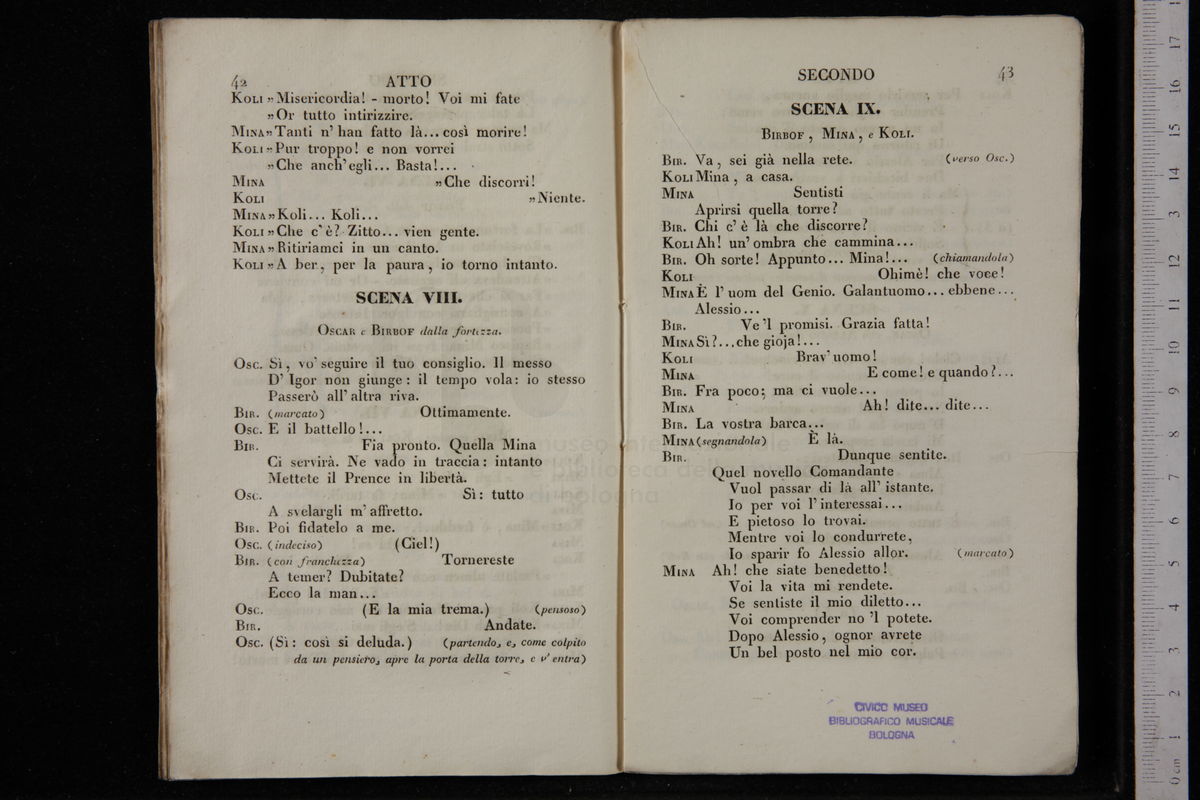 42 ATTO
KOLI » Misericordia! - morto! Voi mi fate
» Or tutto intirizzire.
MINA » Tanti n' han fatto là... così morire!
KOLI » Pur troppo! e non vorrei
» Che anch' egli... Basta!...
MINA » Che discorri!
KOLI » Niente.
MINA » Koli... Koli...
KOLI » Che c' è? Zitto... vien gente.
MINA » Ritiriamci in un canto.
KOLI » A ber, per la paura, io torno intanto.
SCENA VIII.
OSCAR e BIRBOF dalla fortezza.
Osc. Sì, vo' seguire il tuo consiglio. Il messo
D' Igor non giunge: il tempo vola: io stesso
Passerò all' altra riva.
BIR. (marcato) Ottimamente.
Osc. E il battello!...
BIR. Fia pronto. Quella Mina
Ci servirà. Ne vado in traccia: intanto
Mettete il Prence in libertà.
Osc. Sì: tutto
A svelargli m' affretto.
BIR. Poi fidatelo a me.
Osc. (indeciso) (Ciel!)
BIR. (con franchezza) Tornereste
A temer? Dubitate?
Ecco la man...
Osc. (E la mia trema.) (pensoso)
BIR. Andate.
Osc. (Sì: così si deluda.) (partendo, e, come colpito
da un pensiero, apre la porta della torre, e v' entra)
SECONDO 43
SCENA IX.
BIRBOF, MINA, e KOLI.
BIR. Va, sei già nella rete. (verso Osc.)
KOLI Mina, a casa.
MINA Sentisti
Aprirsi quella torre?
BIR. Chi c' è là che discorre?
KOLI Ah! un' ombra che cammina...
BIR. Oh sorte! Appunto... Mina!... (chiamandola)
KOLI Ohimè! che voce!
MINA È l' uom del Genio. Galantuomo... ebbene...
Alessio...
BIR. Ve 'l promisi. Grazia fatta!
MINA Sì?... che gioja!...
KOLI Brav' uomo!
MINA E come! e quando?...
BIR. Fra poco; ma ci vuole...
MINA Ah! dite... dite...
BIR. La vostra barca...
MINA (segnandola) È là.
BIR. Dunque sentite.
Quel novello Comandante
Vuol passar di là all' istante.
Io per voi l' interessai...
E pietoso lo trovai.
Mentre voi lo condurrete,
Io sparir fo Alessio allor. (marcato)
MINA Ah! che siate benedetto!
Voi la vita mi rendete.
Se sentiste il mio diletto...
Voi comprender no 'l potete.
Dopo Alessio, ognor avrete
Un bel posto nel mio cor.
CIVICO MUSEO
BIBLIOGRAFICO MUSICALE
BOLOGNA